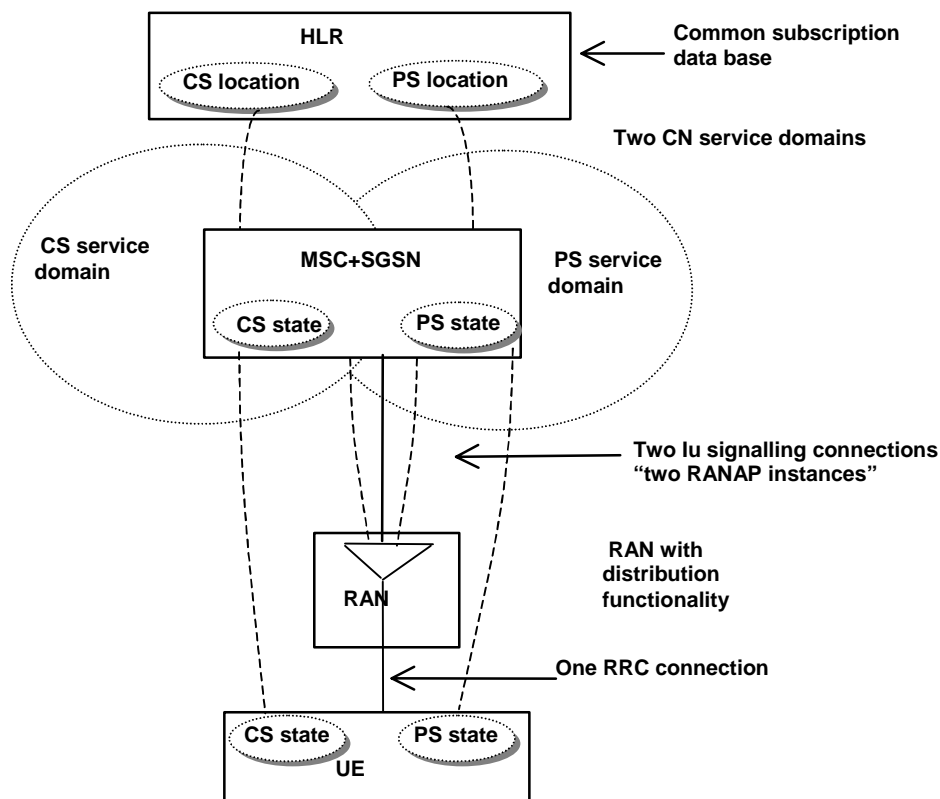 HLR
CS location
PS location
Common subscription
data base
Two CN service domains
CS service
domain
MSC+SGSN
CS state
PS state
PS service
domain
Two Iu signalling connections
“two RANAP instances”
RAN with
distribution
functionality
RAN
One RRC connection
CS state
PS state
UE